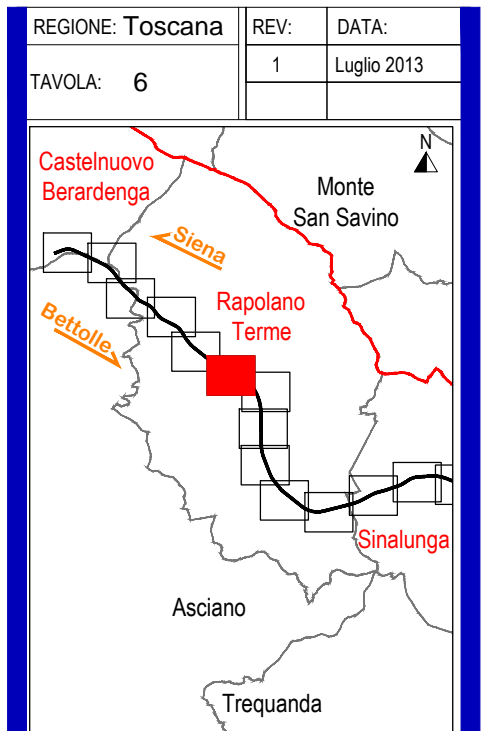 REGIONE: Toscana
REV:
DATA:
TAVOLA: 6
1
Luglio 2013
N
Castelnuovo
Berardenga
Monte
San Savino
Siena
Rapolano
Terme
Bettolle
Sinalunga
Asciano
Trequanda